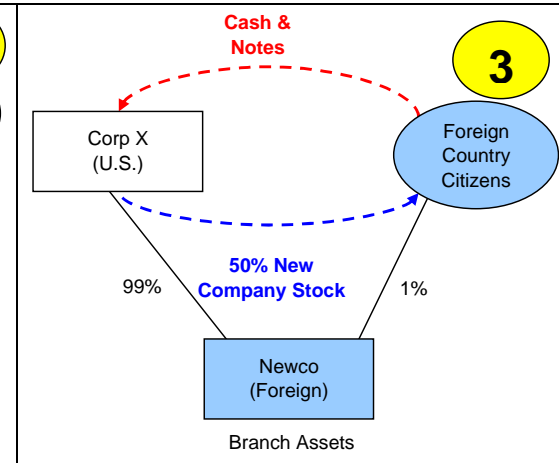 Cash &
Notes
3
Corp X
(U.S.)
Foreign
Country
Citizens
50% New
Company Stock
99%
1%
Newco
(Foreign)
Branch Assets